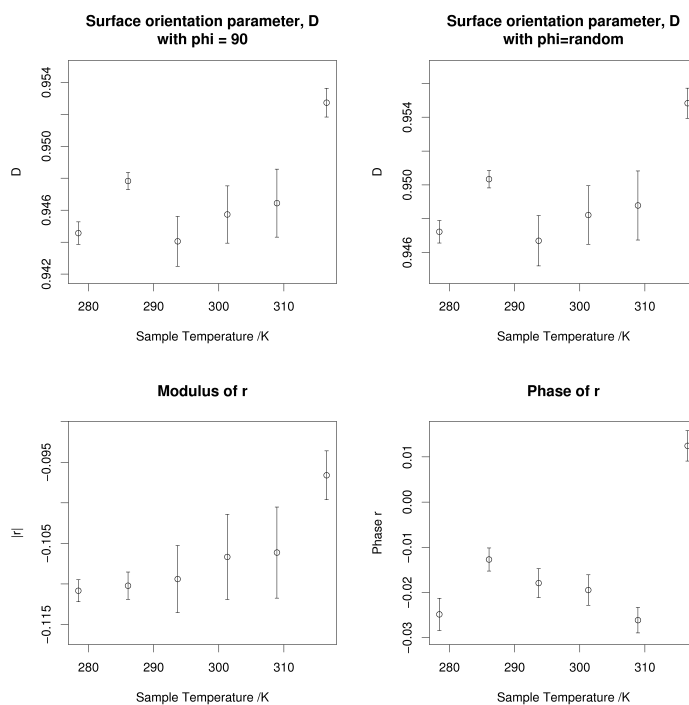 Surface orientation parameter, D
with phi = 90
0.954
0.950
0.946
0.942
D
280 290 300 310
Sample Temperature /K
Surface orientation parameter, D
with phi=random
0.954
0.950
0.946
D
280 290 300 310
Sample Temperature /K
Modulus of r
−0.095
−0.105
−0.115
|r|
280 290 300 310
Sample Temperature /K
Phase of r
0.01
0.00
−0.01
−0.02
−0.03
Phase r
280 290 300 310
Sample Temperature /K